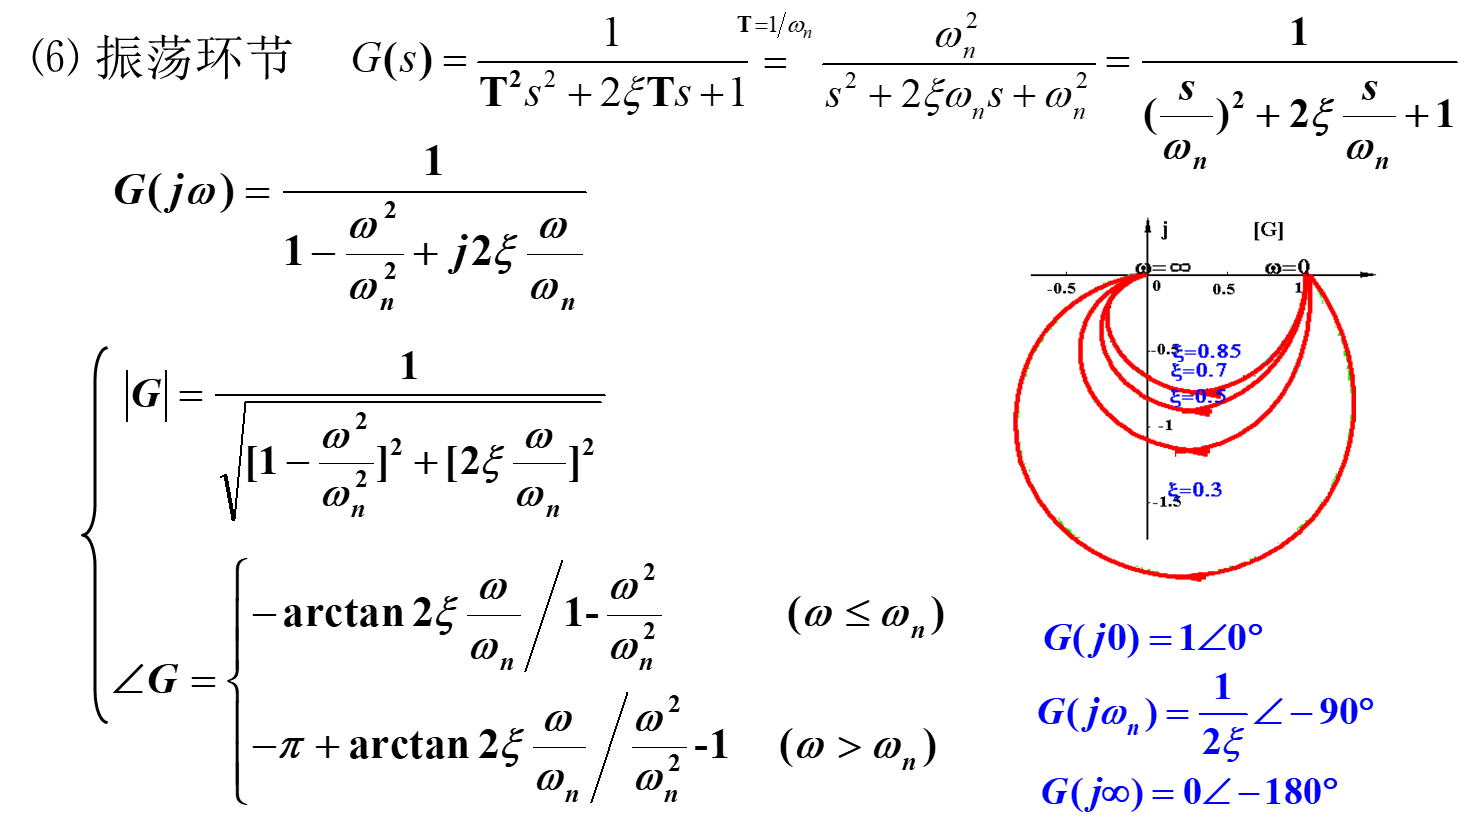 (6) 振荡环节 G(s) = 1 / (T²s² + 2ξTs + 1) =(T=1/ωₙ) ωₙ² / (s² + 2ξωₙs + ωₙ²) = 1 / ((s/ωₙ)² + 2ξ s/ωₙ + 1)
G(jω) = 1 / (1 − ω²/ωₙ² + j2ξ ω/ωₙ)
|G| = 1 / √([1 − ω²/ωₙ²]² + [2ξ ω/ωₙ]²)
∠G = { −arctan 2ξ ω/ωₙ / 1-ω²/ωₙ² (ω ≤ ωₙ)
−π + arctan 2ξ ω/ωₙ / ω²/ωₙ² -1 (ω > ωₙ)
j [G]
ω=∞ ω=0
-0.5 0 0.5 1
-0.5 ξ=0.85
ξ=0.7
ξ=0.5
-1
ξ=0.3
-1.5
G(j0) = 1∠0°
G(jωₙ) = 1/2ξ ∠−90°
G(j∞) = 0∠−180°